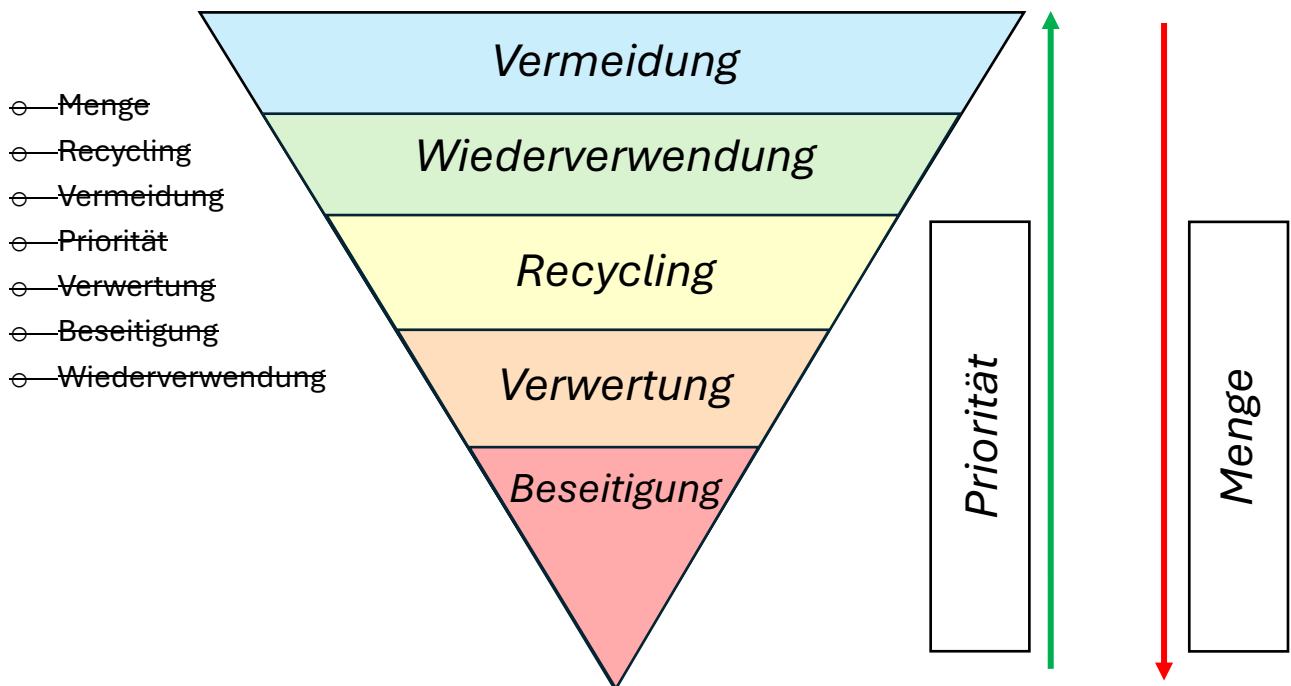 Menge
Recycling
Vermeidung
Priorität
Verwertung
Beseitigung
Wiederverwendung
Vermeidung
Wiederverwendung
Recycling
Verwertung
Beseitigung
Priorität
Menge